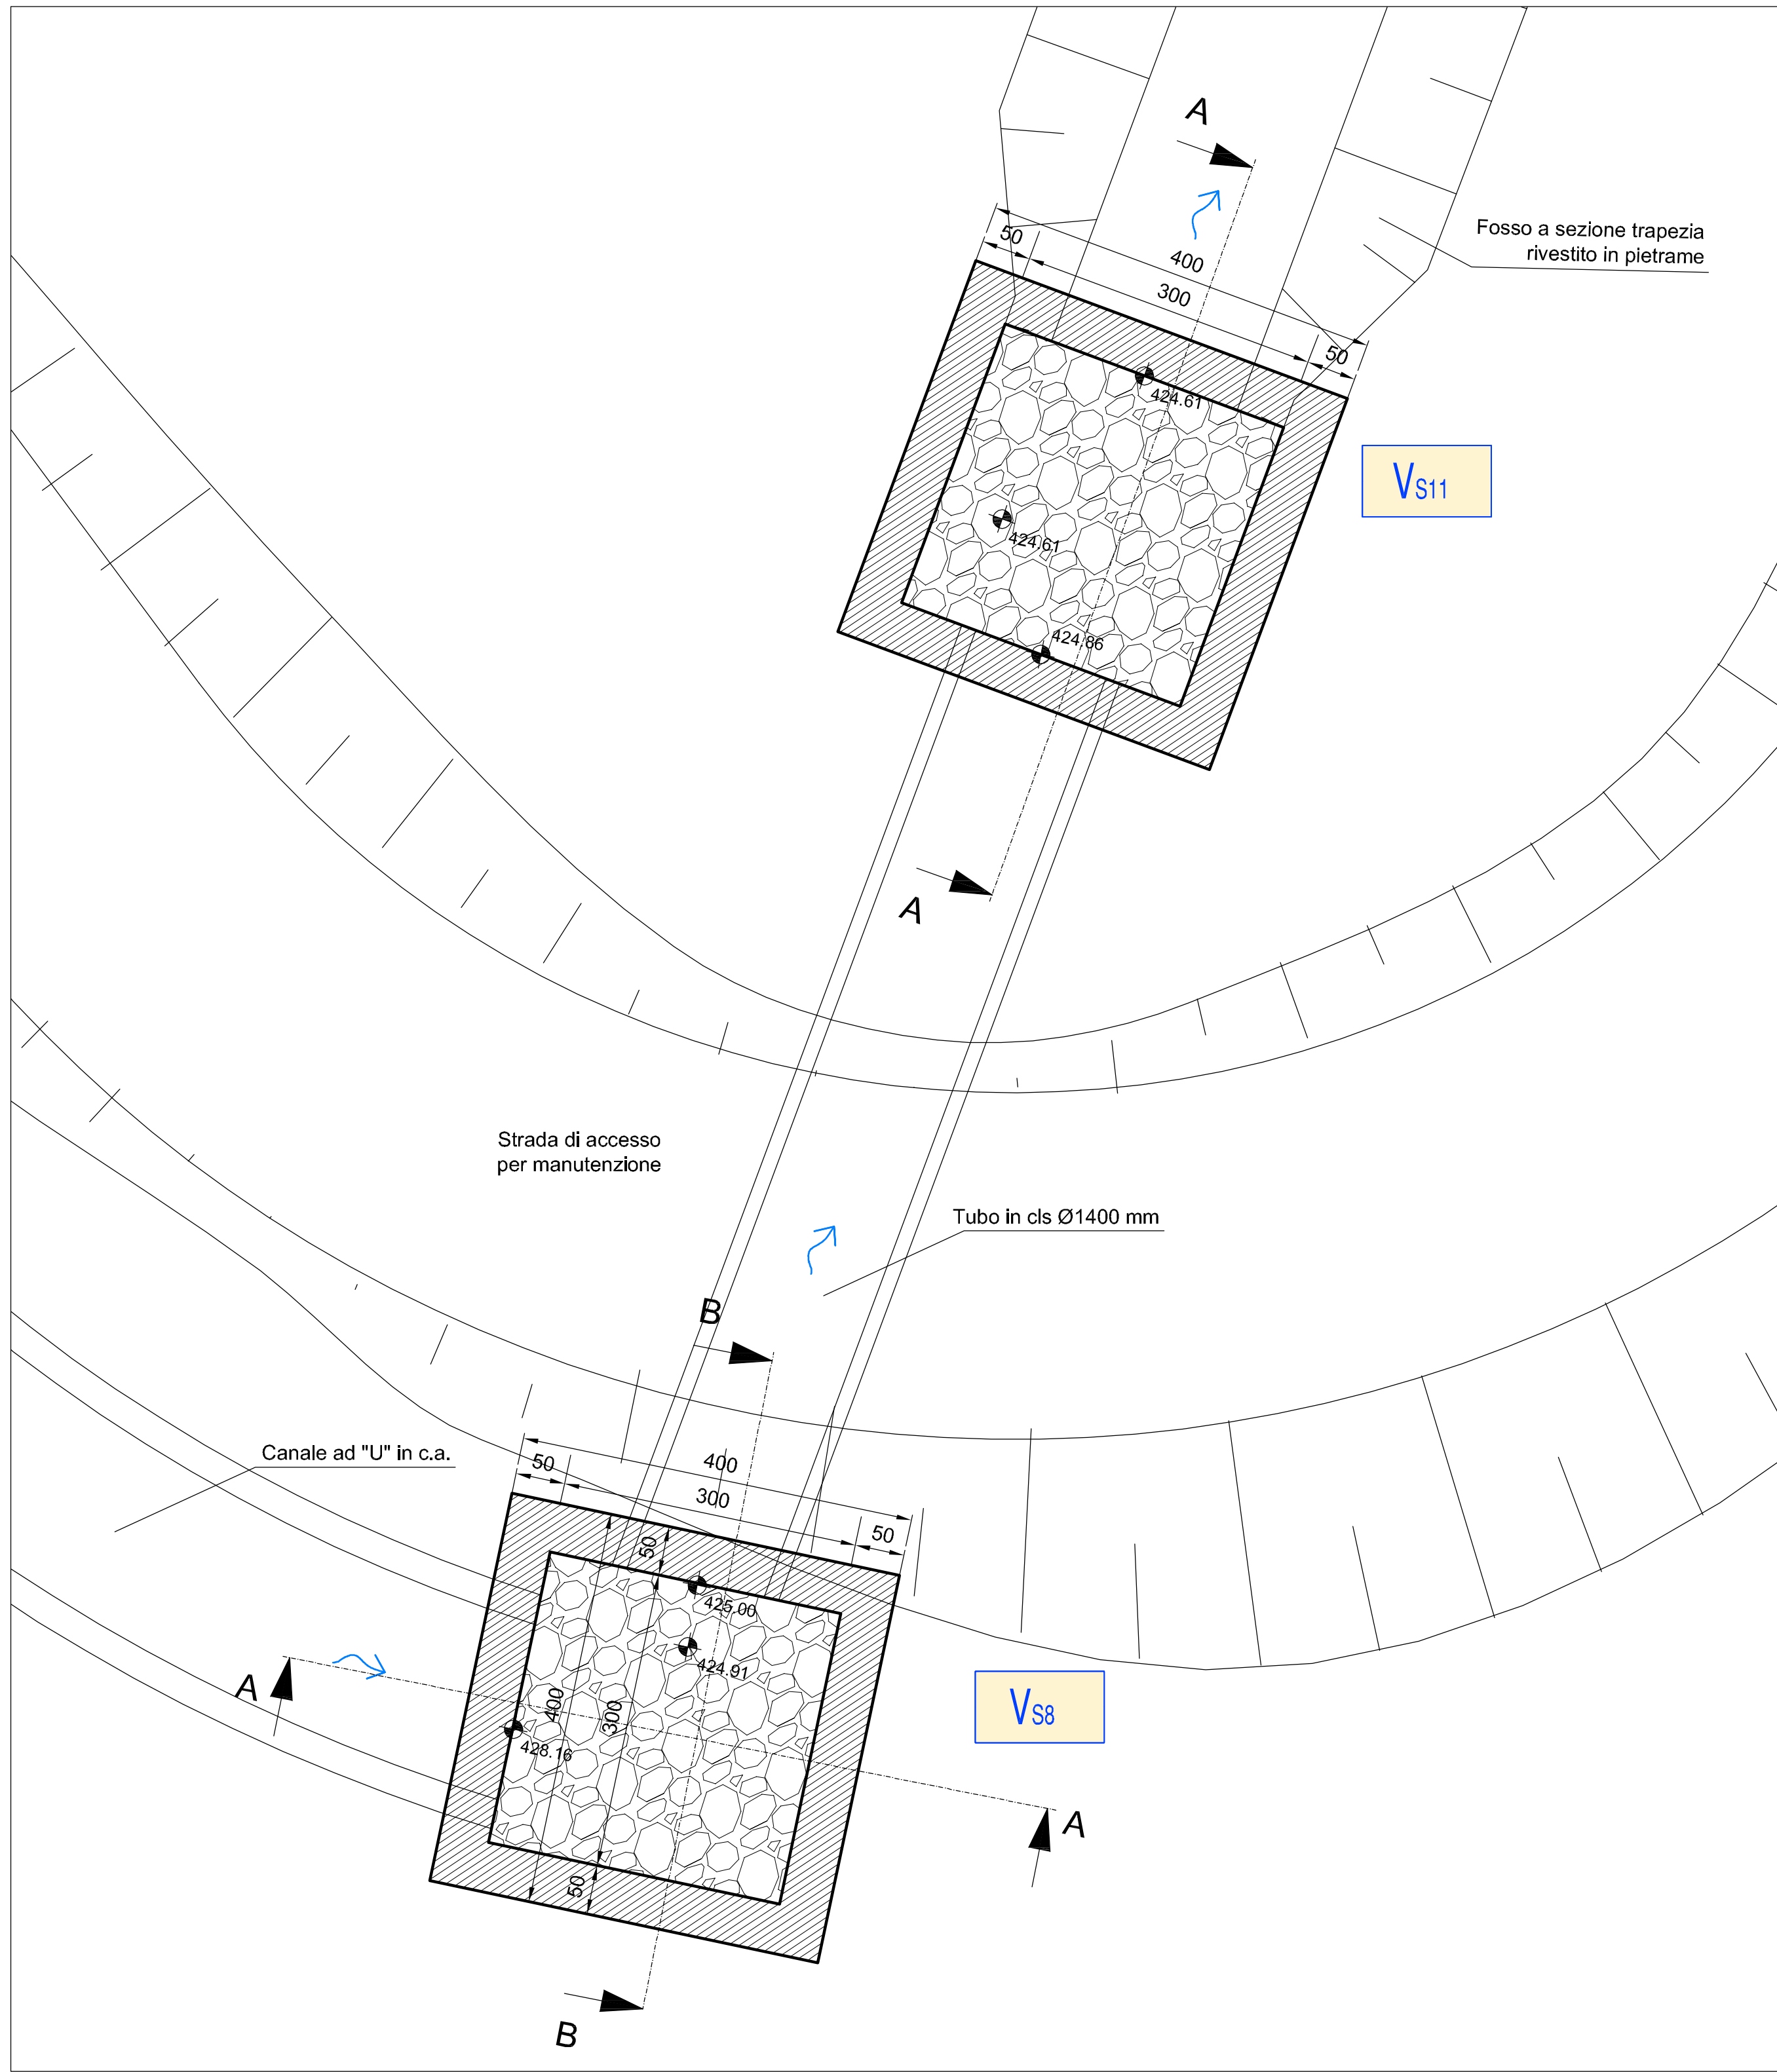 A
Fosso a sezione trapezia
rivestito in pietrame
50
400
300
50
424.61
VS11
424.61
424.86
A
Strada di accesso
per manutenzione
Tubo in cls Ø1400 mm
B
Canale ad "U" in c.a.
50
400
300
50
50
425.00
424.91
A
400
300
VS8
428.16
A
50
B